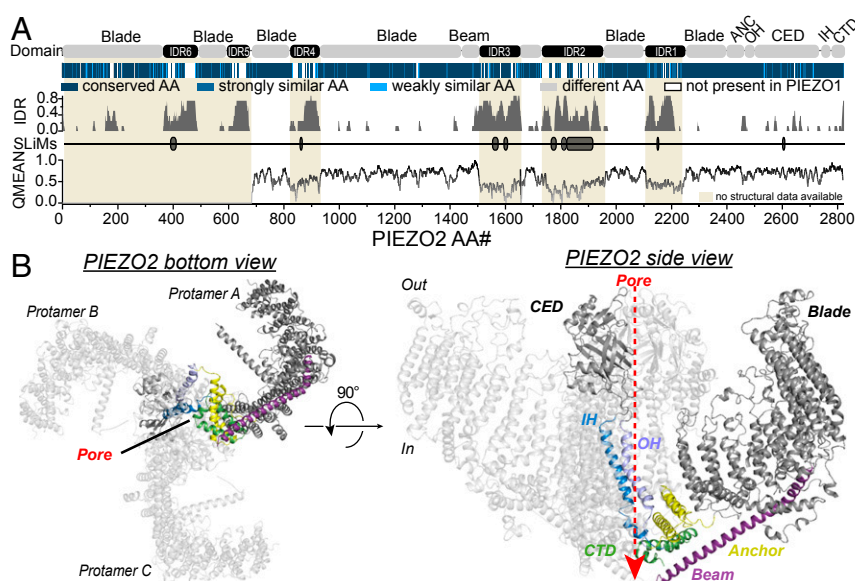 A
Blade Blade Blade Blade Beam Blade Blade ANC OH CED IH CTD
Domain IDR6 IDR5 IDR4 IDR3 IDR2 IDR1
conserved AA strongly similar AA weakly similar AA different AA not present in PIEZO1
IDR 0.8 0.4 0.0
SLiMs
QMEAN 1.0 0.5 0.0
no structural data available
0 200 400 600 800 1000 1200 1400 1600 1800 2000 2200 2400 2600 2800
PIEZO2 AA#
B
PIEZO2 bottom view
Protamer A
Protamer B
Pore
Protamer C
90°
PIEZO2 side view
Pore
Out
CED
Blade
In
IH
OH
CTD
Anchor
Beam